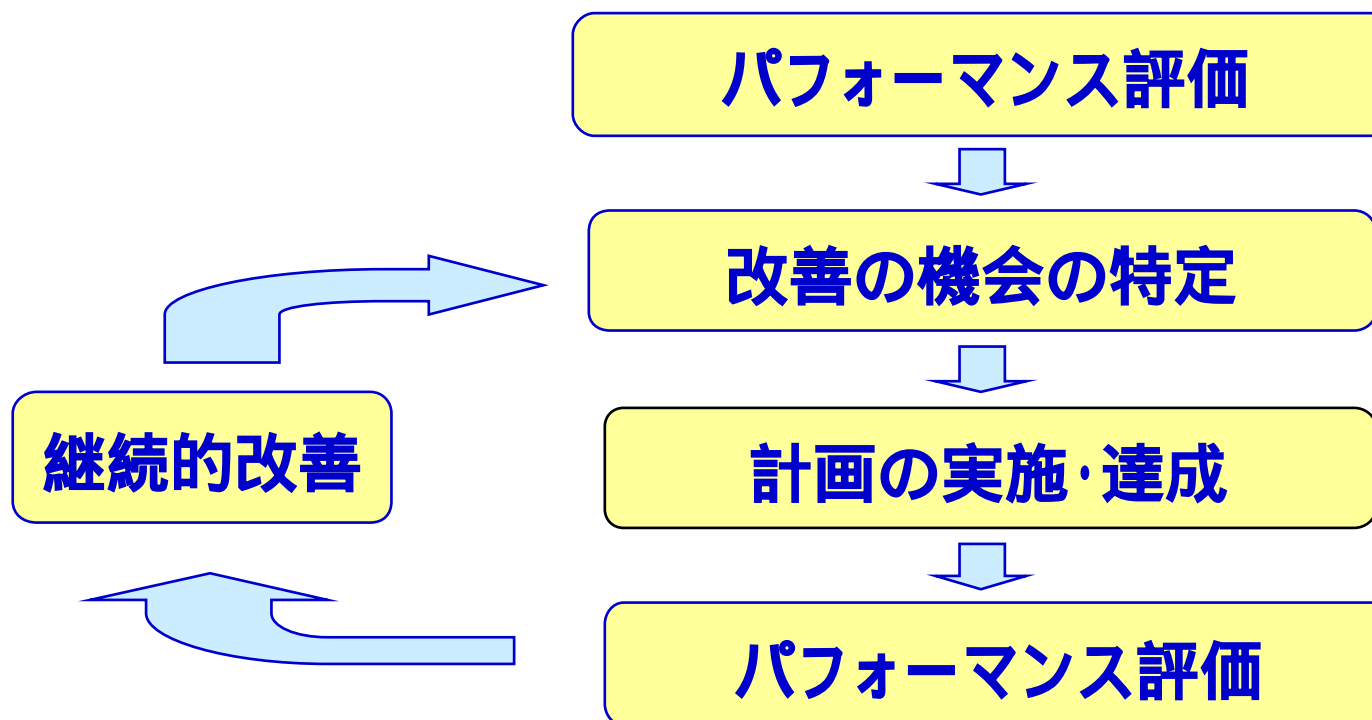 パフォーマンス評価
改善の機会の特定
継続的改善
計画の実施･達成
パフォーマンス評価